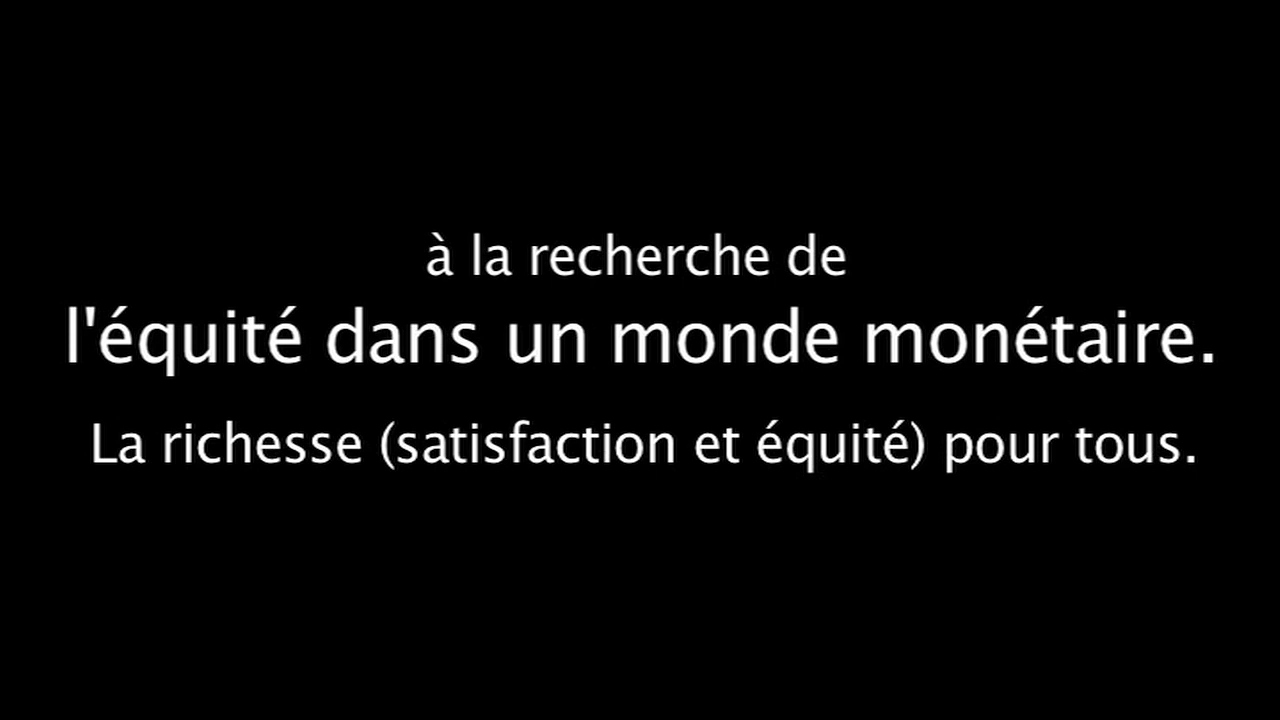 à la recherche de
l'équité dans un monde monétaire.
La richesse (satisfaction et équité) pour tous.